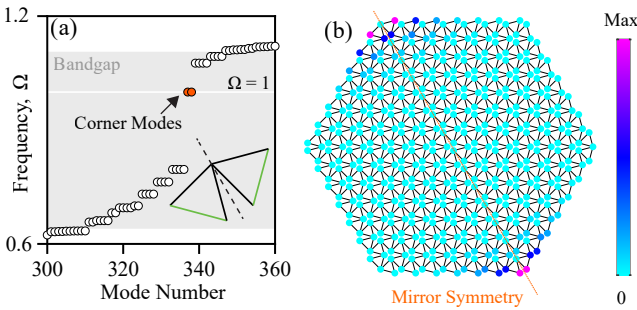 (a)
1.2
Bandgap
Ω = 1
Corner Modes
Frequency, Ω
0.6
300
320
340
360
Mode Number
(b)
Mirror Symmetry
Max
0